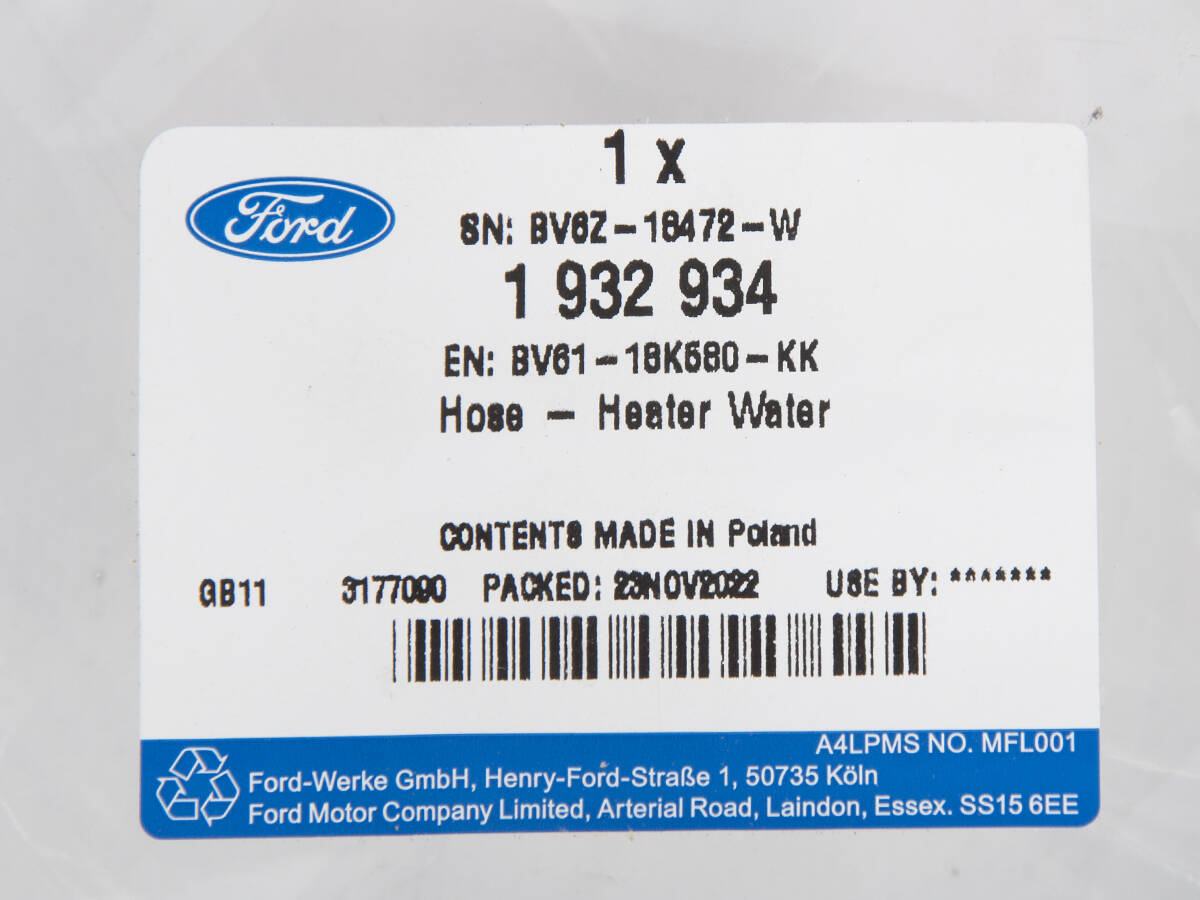 1 x
Ford
SN: BV6Z-18472-W
1 932 934
EN: BV61-18K580-KK
Hose - Heater Water
CONTENTS MADE IN Poland
GB11 3177090 PACKED: 23NOV2022 USE BY: *******
A4LPMS NO. MFL001
Ford-Werke GmbH, Henry-Ford-Straße 1, 50735 Köln
Ford Motor Company Limited, Arterial Road, Laindon, Essex. SS15 6EE